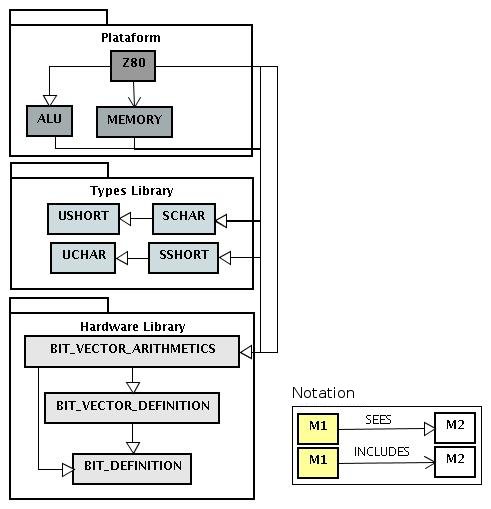 Plataform
Z80
ALU
MEMORY
Types Library
USHORT
SCHAR
UCHAR
SSHORT
Hardware Library
BIT_VECTOR_ARITHMETICS
BIT_VECTOR_DEFINITION
BIT_DEFINITION
Notation
M1
SEES
M2
M1
INCLUDES
M2